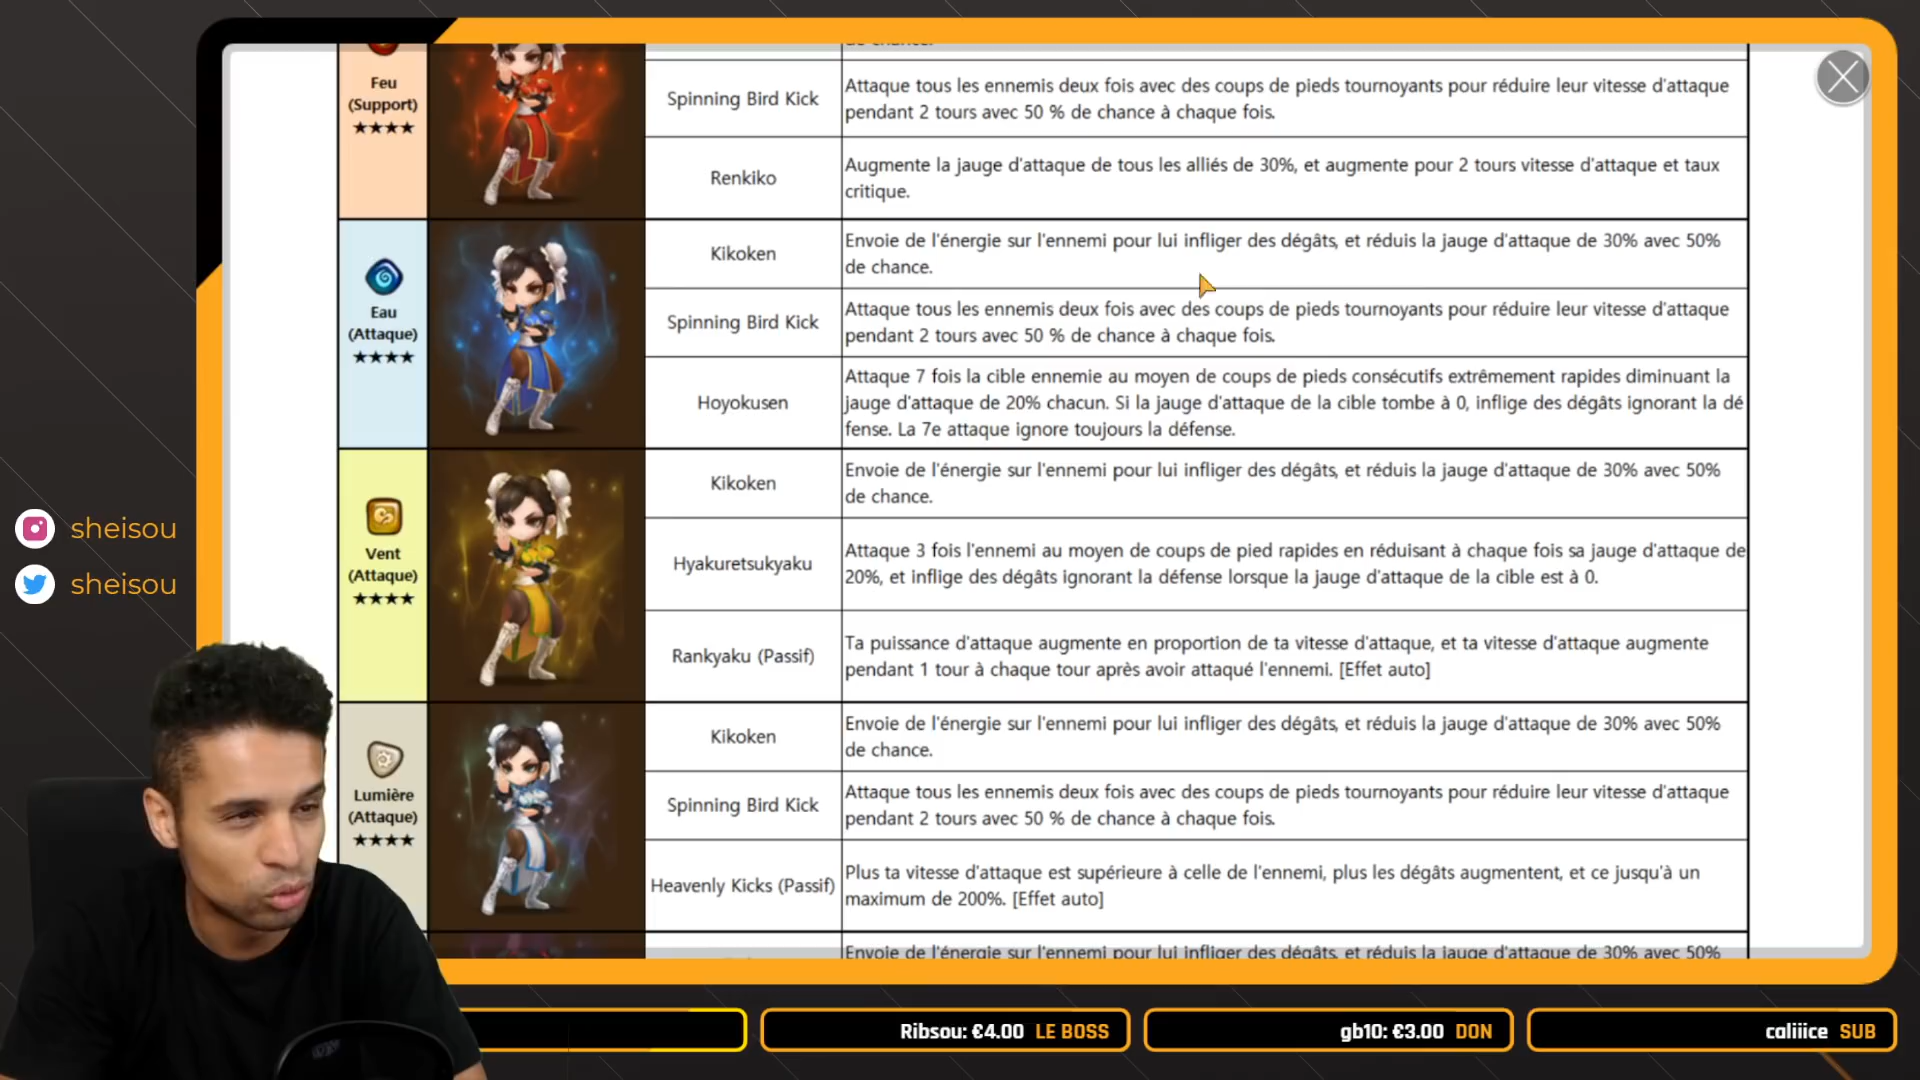 de chance.
Feu
(Support)
★★★★
Spinning Bird Kick
Attaque tous les ennemis deux fois avec des coups de pieds tournoyants pour réduire leur vitesse d'attaque
pendant 2 tours avec 50 % de chance à chaque fois.
Renkiko
Augmente la jauge d'attaque de tous les alliés de 30%, et augmente pour 2 tours vitesse d'attaque et taux
critique.
Eau
(Attaque)
★★★★
Kikoken
Envoie de l'énergie sur l'ennemi pour lui infliger des dégâts, et réduis la jauge d'attaque de 30% avec 50%
de chance.
Spinning Bird Kick
Attaque tous les ennemis deux fois avec des coups de pieds tournoyants pour réduire leur vitesse d'attaque
pendant 2 tours avec 50 % de chance à chaque fois.
Hoyokusen
Attaque 7 fois la cible ennemie au moyen de coups de pieds consécutifs extrêmement rapides diminuant la
jauge d'attaque de 20% chacun. Si la jauge d'attaque de la cible tombe à 0, inflige des dégâts ignorant la dé
fense. La 7e attaque ignore toujours la défense.
Vent
(Attaque)
★★★★
Kikoken
Envoie de l'énergie sur l'ennemi pour lui infliger des dégâts, et réduis la jauge d'attaque de 30% avec 50%
de chance.
Hyakuretsukyaku
Attaque 3 fois l'ennemi au moyen de coups de pied rapides en réduisant à chaque fois sa jauge d'attaque de
20%, et inflige des dégâts ignorant la défense lorsque la jauge d'attaque de la cible est à 0.
Rankyaku (Passif)
Ta puissance d'attaque augmente en proportion de ta vitesse d'attaque, et ta vitesse d'attaque augmente
pendant 1 tour à chaque tour après avoir attaqué l'ennemi. [Effet auto]
Lumière
(Attaque)
★★★★
Kikoken
Envoie de l'énergie sur l'ennemi pour lui infliger des dégâts, et réduis la jauge d'attaque de 30% avec 50%
de chance.
Spinning Bird Kick
Attaque tous les ennemis deux fois avec des coups de pieds tournoyants pour réduire leur vitesse d'attaque
pendant 2 tours avec 50 % de chance à chaque fois.
Heavenly Kicks (Passif)
Plus ta vitesse d'attaque est supérieure à celle de l'ennemi, plus les dégâts augmentent, et ce jusqu'à un
maximum de 200%. [Effet auto]
Envoie de l'énergie sur l'ennemi pour lui infliger des dégâts, et réduis la jauge d'attaque de 30% avec 50%
sheisou
sheisou
Ribsou: €4.00 LE BOSS
gb10: €3.00 DON
caliiice SUB